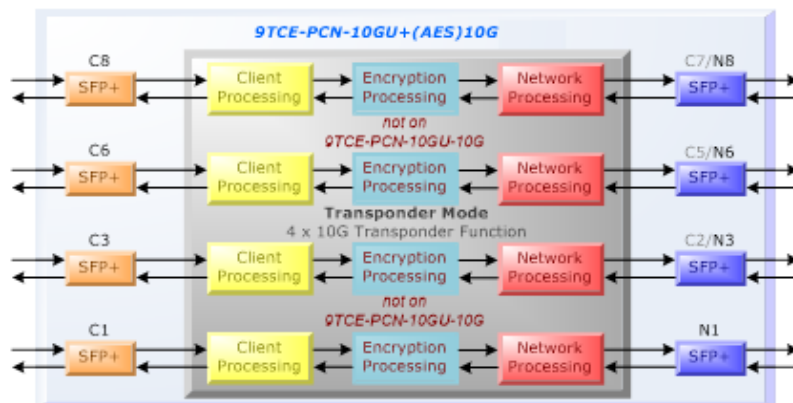 9TCE-PCN-10GU+(AES)10G
C8
C7/N8
SFP+
Client
Processing
Encryption
Processing
Network
Processing
SFP+
not on
9TCE-PCN-10GU-10G
C6
C5/N6
SFP+
Client
Processing
Encryption
Processing
Network
Processing
SFP+
Transponder Mode
4 x 10G Transponder Function
C3
C2/N3
SFP+
Client
Processing
Encryption
Processing
Network
Processing
SFP+
not on
9TCE-PCN-10GU-10G
C1
N1
SFP+
Client
Processing
Encryption
Processing
Network
Processing
SFP+